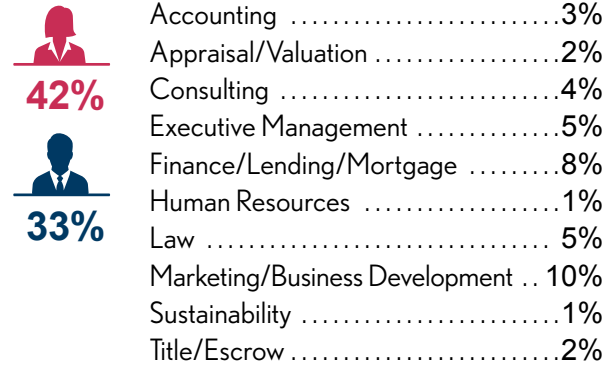 42%
33%
Accounting ............................3%
Appraisal/Valuation ....................2%
Consulting .............................4%
Executive Management ...............5%
Finance/Lending/Mortgage .........8%
Human Resources ...................1%
Law ................................... 5%
Marketing/Business Development .. 10%
Sustainability ..........................1%
Title/Escrow ...........................2%